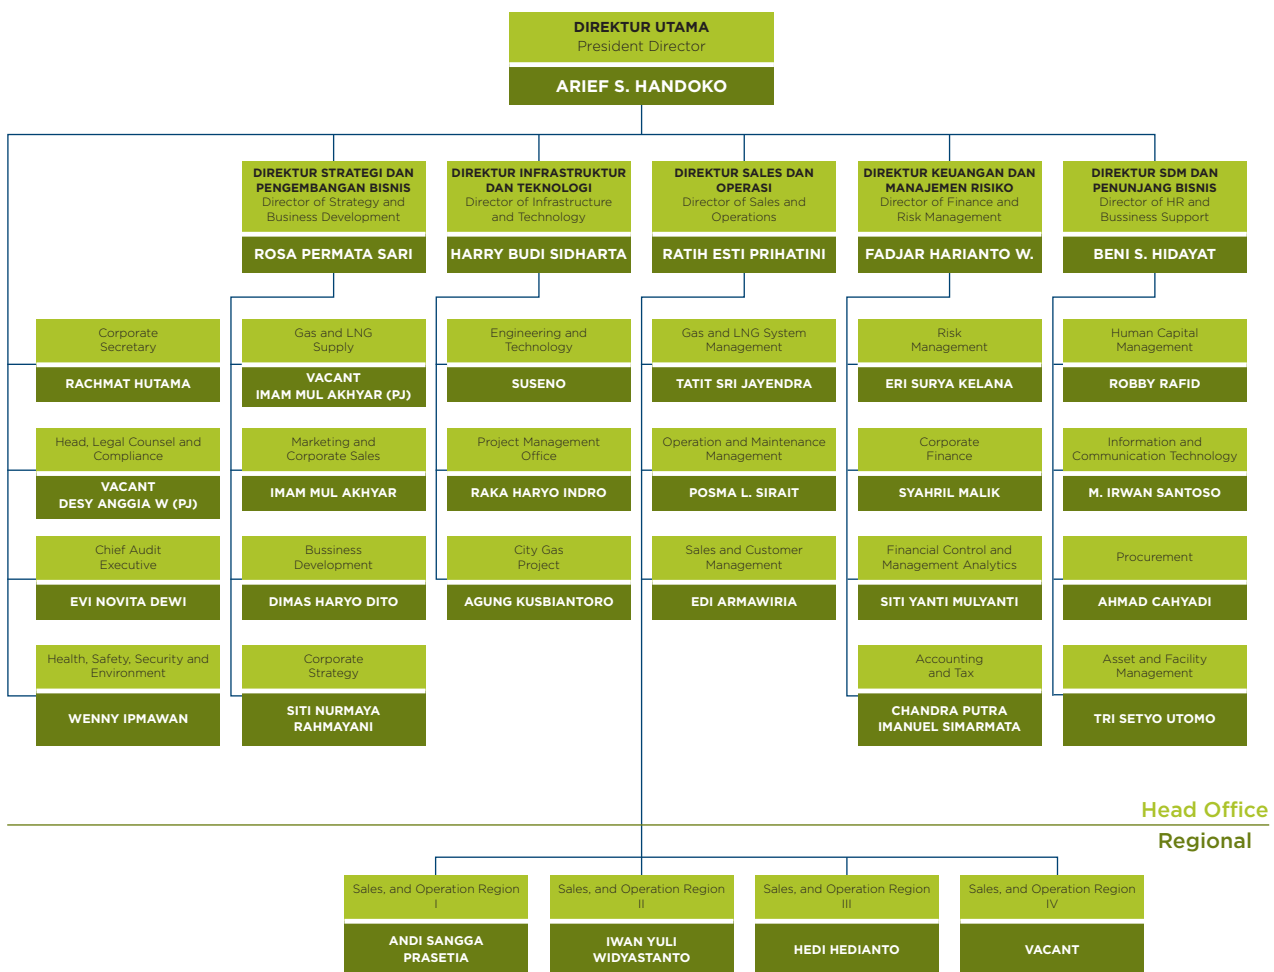 DIREKTUR UTAMA
President Director
ARIEF S. HANDOKO
DIREKTUR STRATEGI DAN
PENGEMBANGAN BISNIS
Director of Strategy and
Business Development
ROSA PERMATA SARI
DIREKTUR INFRASTRUKTUR
DAN TEKNOLOGI
Director of Infrastructure
and Technology
HARRY BUDI SIDHARTA
DIREKTUR SALES DAN
OPERASI
Director of Sales and
Operations
RATIH ESTI PRIHATINI
DIREKTUR KEUANGAN DAN
MANAJEMEN RISIKO
Director of Finance and
Risk Management
FADJAR HARIANTO W.
DIREKTUR SDM DAN
PENUNJANG BISNIS
Director of HR and
Bussiness Support
BENI S. HIDAYAT
Corporate
Secretary
RACHMAT HUTAMA
Head, Legal Counsel and
Compliance
VACANT
DESY ANGGIA W (PJ)
Chief Audit
Executive
EVI NOVITA DEWI
Health, Safety, Security and
Environment
WENNY IPMAWAN
Gas and LNG
Supply
VACANT
IMAM MUL AKHYAR (PJ)
Marketing and
Corporate Sales
IMAM MUL AKHYAR
Bussiness
Development
DIMAS HARYO DITO
Corporate
Strategy
SITI NURMAYA
RAHMAYANI
Engineering and
Technology
SUSENO
Project Management
Office
RAKA HARYO INDRO
City Gas
Project
AGUNG KUSBIANTORO
Gas and LNG System
Management
TATIT SRI JAYENDRA
Operation and Maintenance
Management
POSMA L. SIRAIT
Sales and Customer
Management
EDI ARMAWIRIA
Risk
Management
ERI SURYA KELANA
Corporate
Finance
SYAHRIL MALIK
Financial Control and
Management Analytics
SITI YANTI MULYANTI
Accounting
and Tax
CHANDRA PUTRA
IMANUEL SIMARMATA
Human Capital
Management
ROBBY RAFID
Information and
Communication Technology
M. IRWAN SANTOSO
Procurement
AHMAD CAHYADI
Asset and Facility
Management
TRI SETYO UTOMO
Head Office
Regional
Sales, and Operation Region
I
ANDI SANGGA
PRASETIA
Sales, and Operation Region
II
IWAN YULI
WIDYASTANTO
Sales, and Operation Region
III
HEDI HEDIANTO
Sales, and Operation Region
IV
VACANT